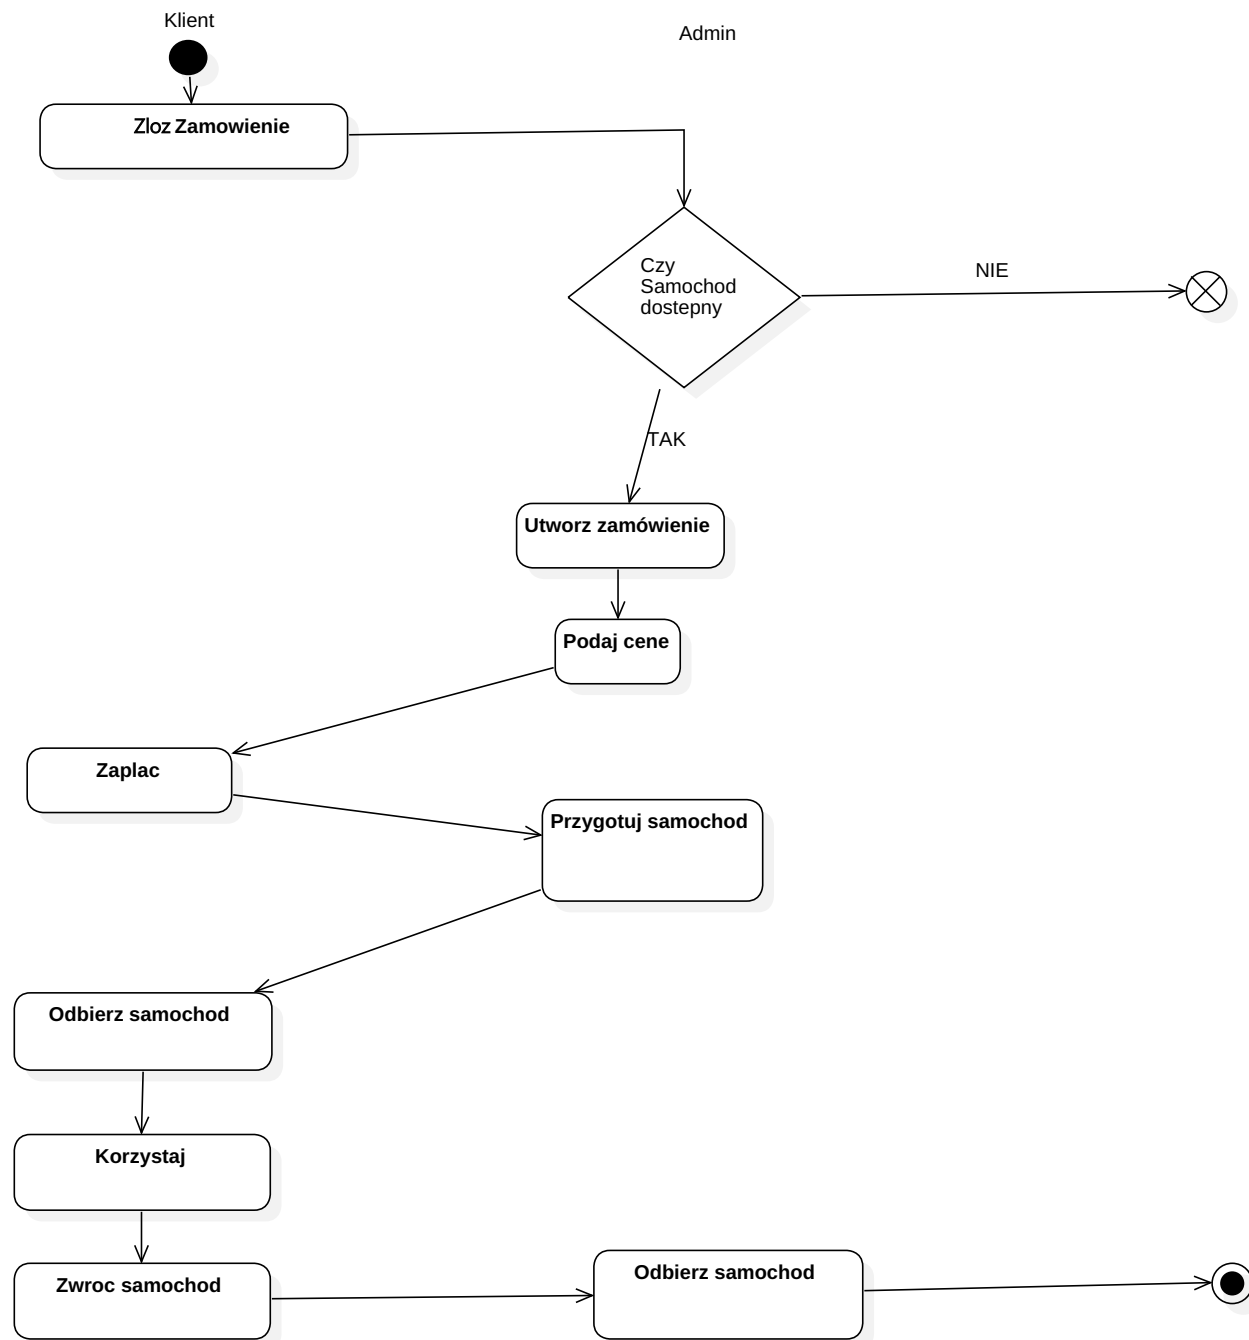 Klient
Admin
Zloz Zamowienie
Czy
Samochod
dostepny
NIE
TAK
Utworz zamówienie
Podaj cene
Zaplac
Przygotuj samochod
Odbierz samochod
Korzystaj
Zwroc samochod
Odbierz samochod